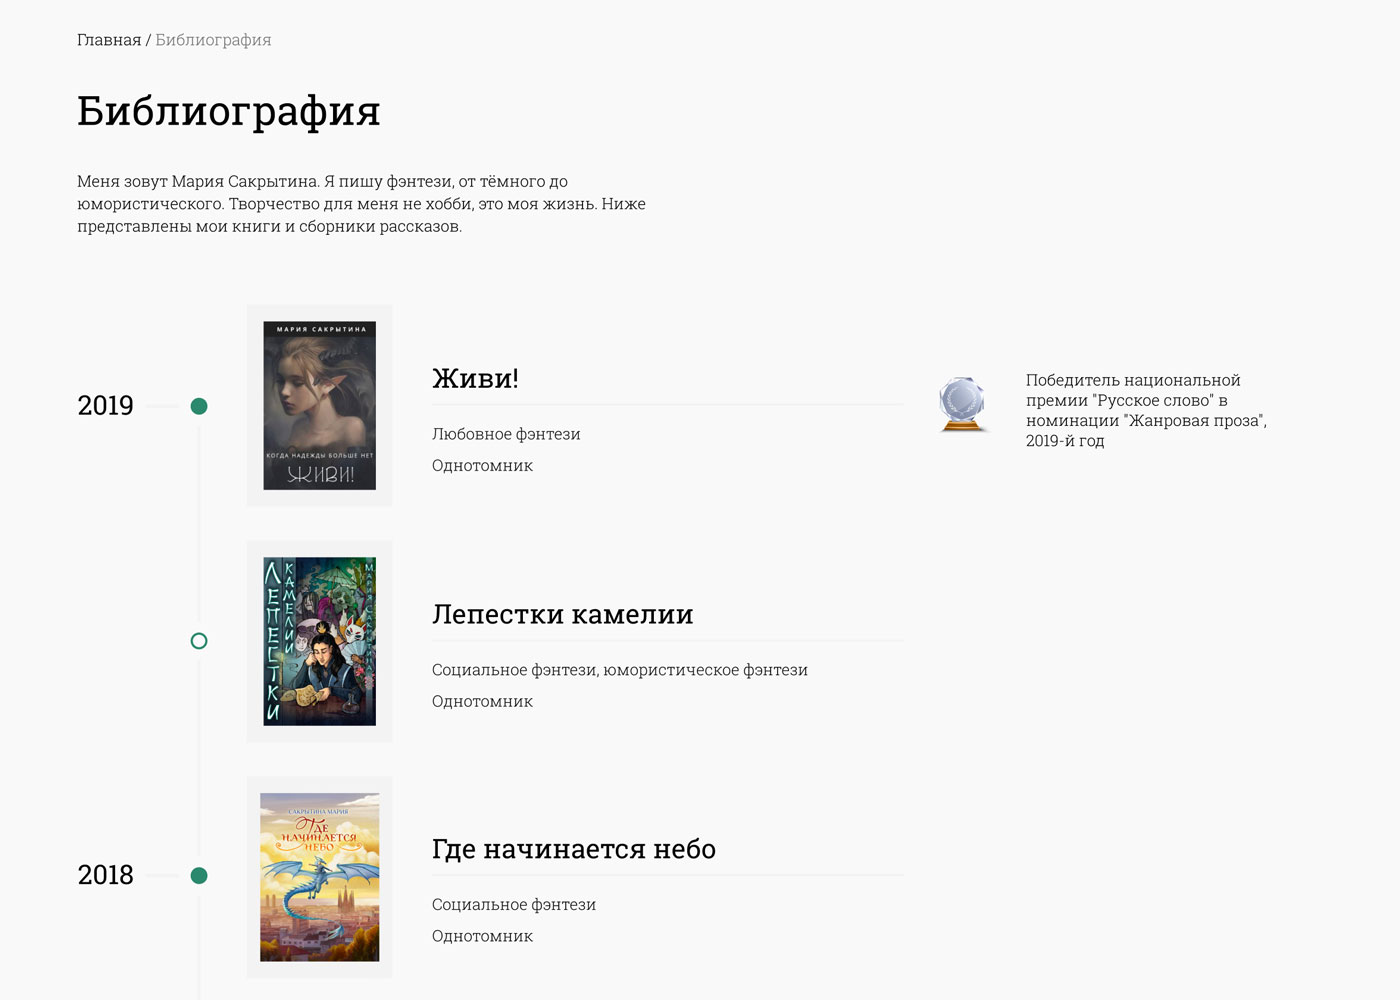 Главная / Библиография
Библиография
Меня зовут Мария Сакрытина. Я пишу фэнтези, от тёмного до
юмористического. Творчество для меня не хобби, это моя жизнь. Ниже
представлены мои книги и сборники рассказов.
2019
МАРИЯ САКРЫТИНА
КОГДА НАДЕЖДЫ БОЛЬШЕ НЕТ
ЖИВИ!
Живи!
Любовное фэнтези
Однотомник
Победитель национальной
премии "Русское слово" в
номинации "Жанровая проза",
2019-й год
ЛЕПЕСТКИ
КАМЕЛИИ
МАРИЯ САКРЫТИНА
Лепестки камелии
Социальное фэнтези, юмористическое фэнтези
Однотомник
2018
САКРЫТИНА МАРИЯ
ГДЕ
НАЧИНАЕТСЯ
НЕБО
Где начинается небо
Социальное фэнтези
Однотомник